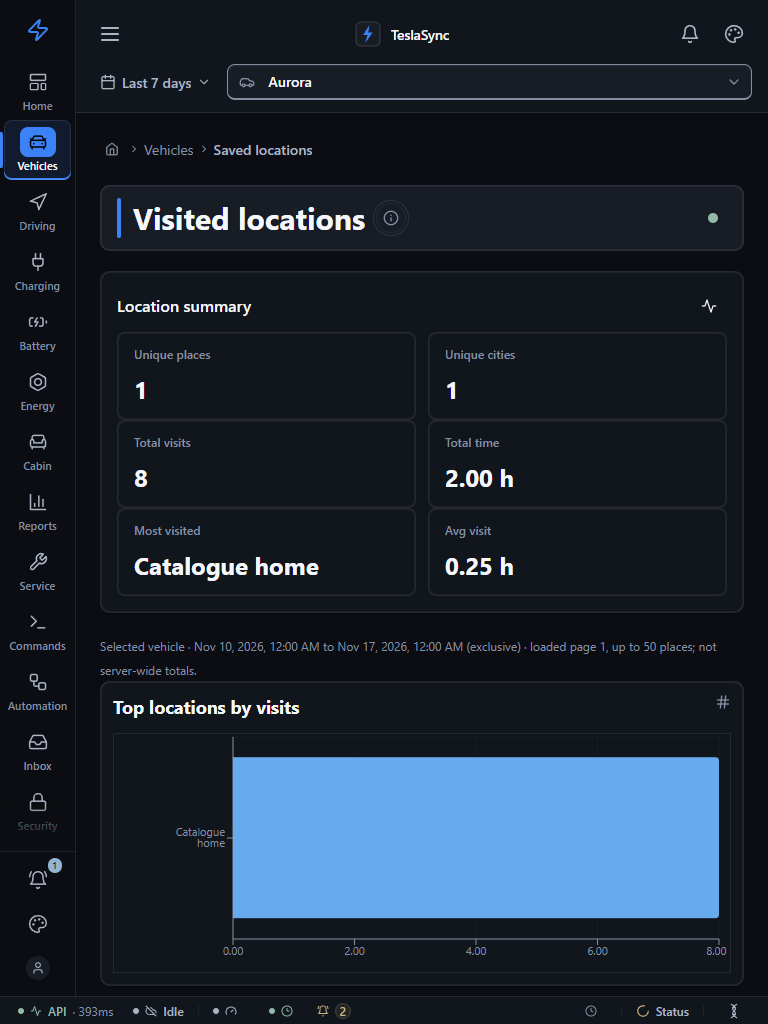 TeslaSync
Last 7 days
Aurora
Home
Vehicles
Driving
Charging
Battery
Energy
Cabin
Reports
Service
Commands
Automation
Inbox
Security
1
Vehicles
Saved locations
Visited locations
Location summary
Unique places
1
Unique cities
1
Total visits
8
Total time
2.00 h
Most visited
Catalogue home
Avg visit
0.25 h
Selected vehicle · Nov 10, 2026, 12:00 AM to Nov 17, 2026, 12:00 AM (exclusive) · loaded page 1, up to 50 places; not
server-wide totals.
Top locations by visits
Catalogue
home
0.00
2.00
4.00
6.00
8.00
API · 393ms
Idle
2
Status